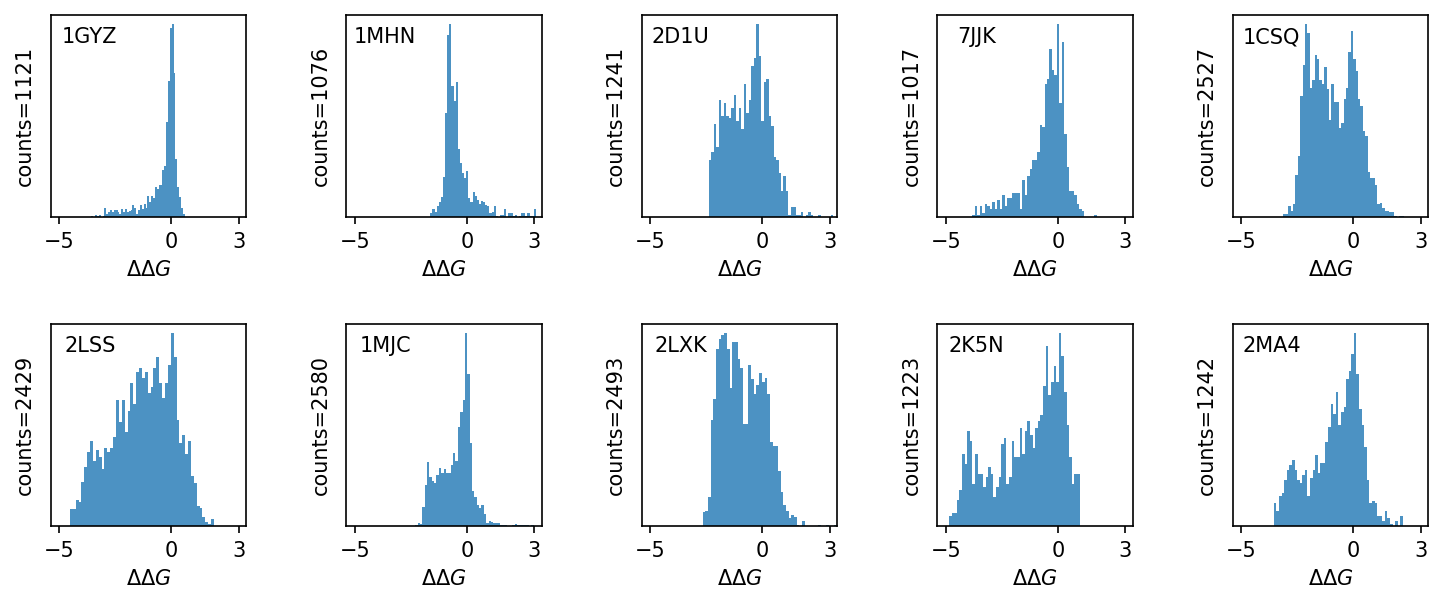 1GYZ
counts=1121
−5 0 3
ΔΔG
1MHN
counts=1076
−5 0 3
ΔΔG
2D1U
counts=1241
−5 0 3
ΔΔG
7JJK
counts=1017
−5 0 3
ΔΔG
1CSQ
counts=2527
−5 0 3
ΔΔG
2LSS
counts=2429
−5 0 3
ΔΔG
1MJC
counts=2580
−5 0 3
ΔΔG
2LXK
counts=2493
−5 0 3
ΔΔG
2K5N
counts=1223
−5 0 3
ΔΔG
2MA4
counts=1242
−5 0 3
ΔΔG